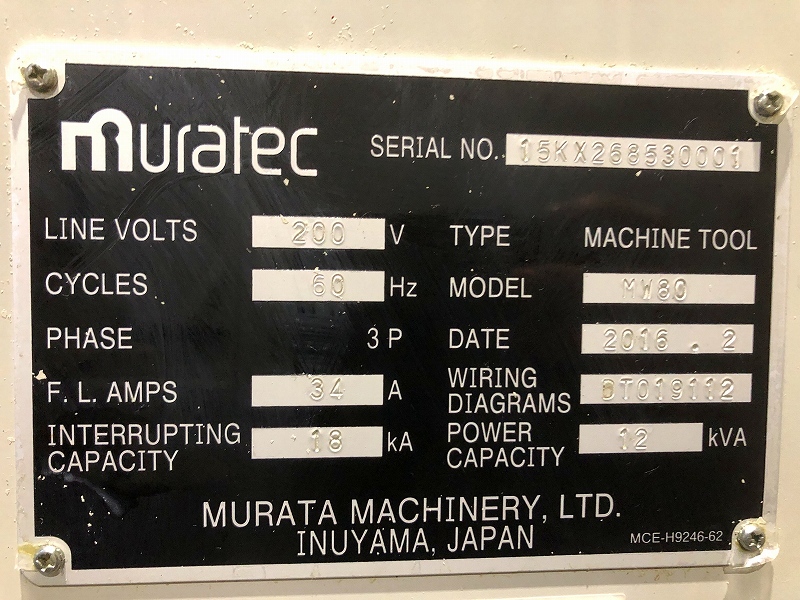 muratec SERIAL NO. 15KX268530001
LINE VOLTS 200 V TYPE MACHINE TOOL
CYCLES 60 Hz MODEL MW80
PHASE 3 P DATE 2016 . 2
F. L. AMPS 34 A WIRING DIAGRAMS DT019112
INTERRUPTING CAPACITY 18 kA POWER CAPACITY 12 kVA
MURATA MACHINERY, LTD.
INUYAMA, JAPAN MCE-H9246-62